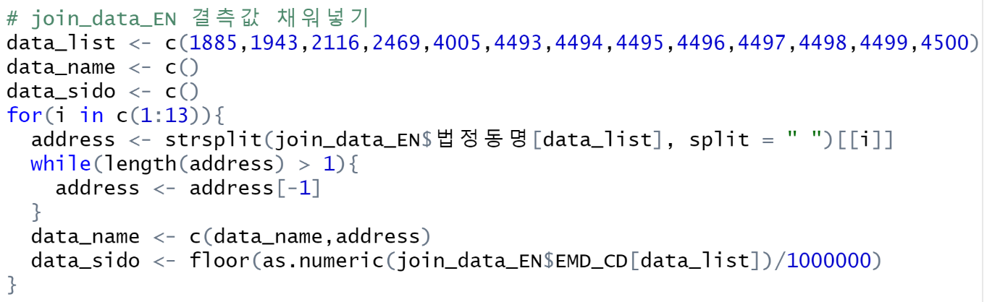 # join_data_EN 결측값 채워넣기
data_list <- c(1885,1943,2116,2469,4005,4493,4494,4495,4496,4497,4498,4499,4500)
data_name <- c()
data_sido <- c()
for(i in c(1:13)){
  address <- strsplit(join_data_EN$법정동명[data_list], split = " ")[[i]]
  while(length(address) > 1){
    address <- address[-1]
  }
  data_name <- c(data_name,address)
  data_sido <- floor(as.numeric(join_data_EN$EMD_CD[data_list])/1000000)
}